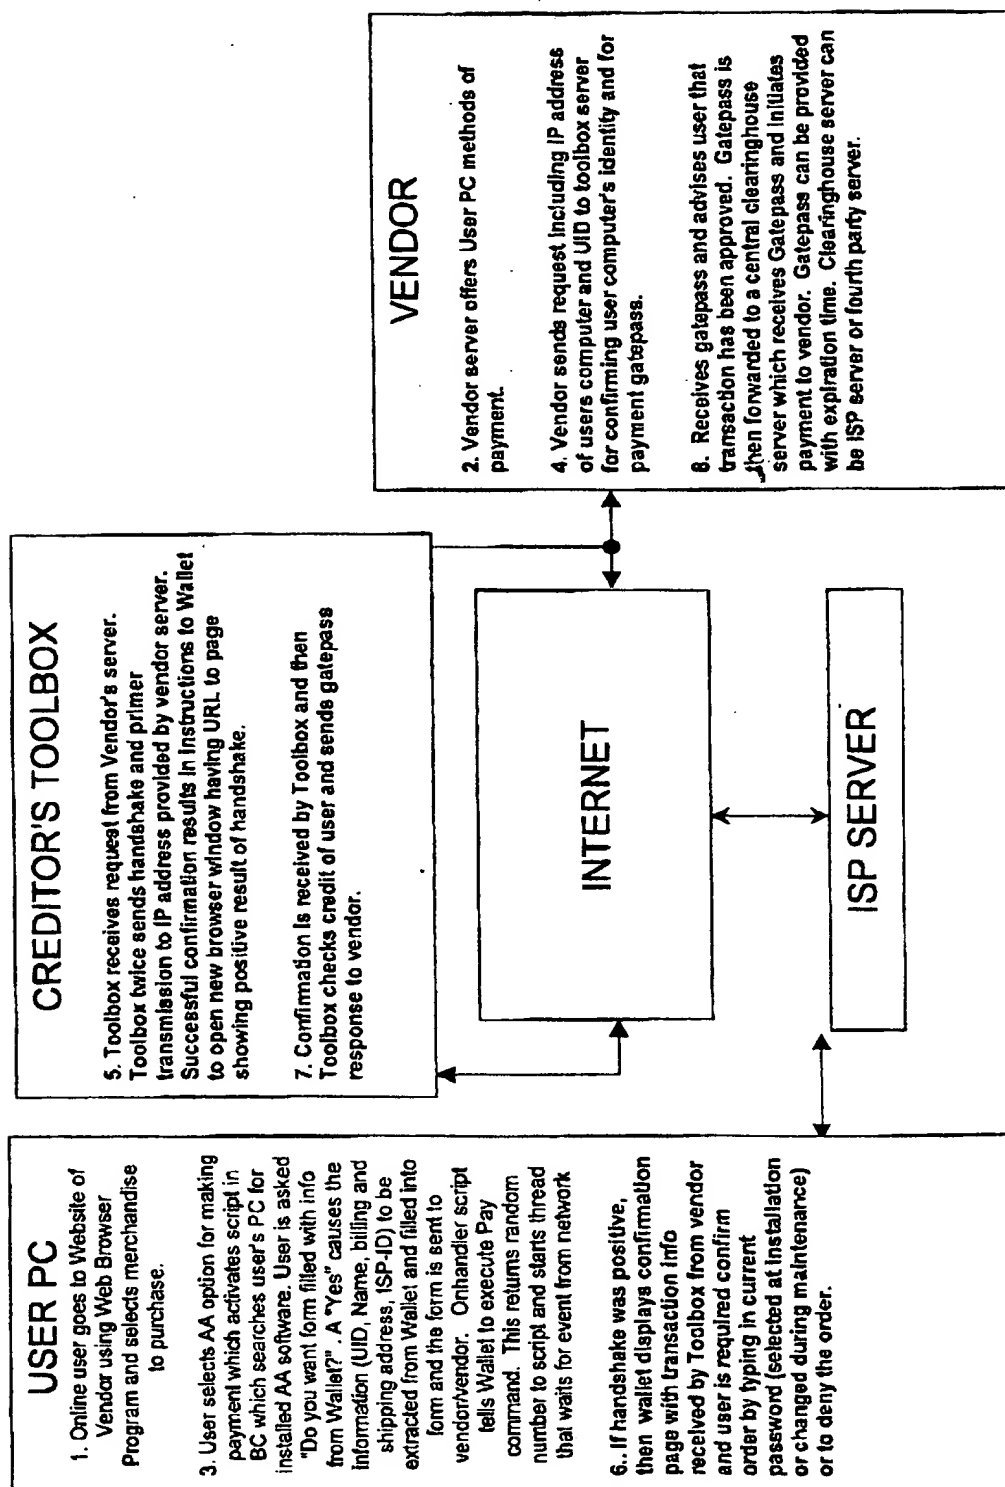 USER PC
1. Online user goes to Website of
Vendor using Web Browser
Program and selects merchandise
to purchase.
3. User selects AA option for making
payment which activates script in
BC which searches user's PC for
installed AA software. User is asked
"Do you want form filled with info
from Wallet?". A "Yes" causes the
information (UID, Name, billing and
shipping address, ISP-ID) to be
extracted from Wallet and filled into
form and the form is sent to
vendor/vendor. Onhandler script
tells Wallet to execute Pay
command. This returns random
number to script and starts thread
that waits for event from network
6.. If handshake was positive,
then wallet displays confirmation
page with transaction info
received by Toolbox from vendor
and user is required confirm
order by typing in current
password (selected at installation
or changed during maintenance)
or to deny the order.
CREDITOR'S TOOLBOX
5. Toolbox receives request from Vendor's server.
Toolbox twice sends handshake and primer
transmission to IP address provided by vendor server.
Successful confirmation results in instructions to Wallet
to open new browser window having URL to page
showing positive result of handshake.
7. Confirmation is received by Toolbox and then
Toolbox checks credit of user and sends gatepass
response to vendor.
INTERNET
ISP SERVER
VENDOR
2. Vendor server offers User PC methods of
payment.
4. Vendor sends request including IP address
of users computer and UID to toolbox server
for confirming user computer's identity and for
payment gatepass.
8. Receives gatepass and advises user that
transaction has been approved. Gatepass is
then forwarded to a central clearinghouse
server which receives Gatepass and initiates
payment to vendor. Gatepass can be provided
with expiration time. Clearinghouse server can
be ISP server or fourth party server.